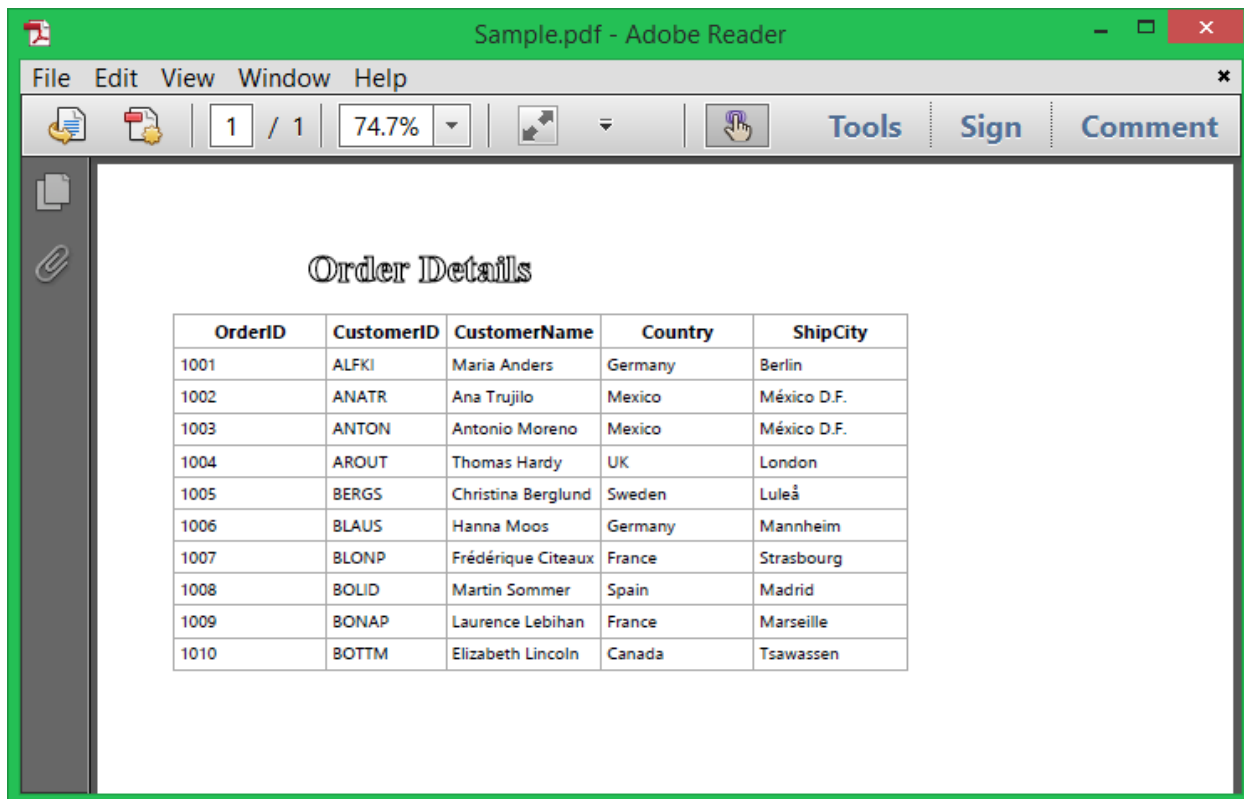 Sample.pdf - Adobe Reader
File Edit View Window Help
1 / 1 74.7% Tools Sign Comment
Order Details
OrderID CustomerID CustomerName Country ShipCity
1001 ALFKI Maria Anders Germany Berlin
1002 ANATR Ana Trujilo Mexico México D.F.
1003 ANTON Antonio Moreno Mexico México D.F.
1004 AROUT Thomas Hardy UK London
1005 BERGS Christina Berglund Sweden Luleå
1006 BLAUS Hanna Moos Germany Mannheim
1007 BLONP Frédérique Citeaux France Strasbourg
1008 BOLID Martin Sommer Spain Madrid
1009 BONAP Laurence Lebihan France Marseille
1010 BOTTM Elizabeth Lincoln Canada Tsawassen